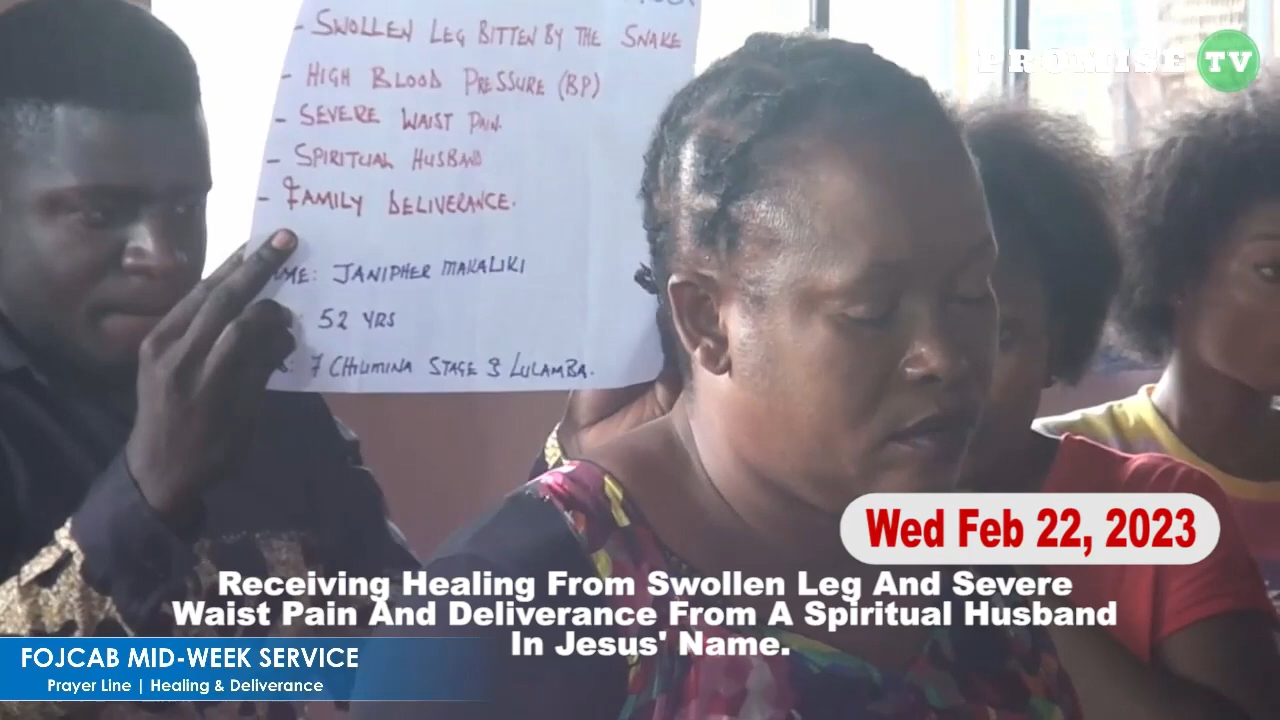 - SWOLLEN LEG BITTEN BY THE SNAKE
- HIGH BLOOD PRESSURE (BP)
- SEVERE WAIST PAIN.
- SPIRITUAL HUSBAND
- FAMILY DELIVERANCE.
ME: JANIPHER MAKALIKI
52 YRS
: 7 CHILIMINA STAGE 3 LULAMBA.
PROMISE TV
Wed Feb 22, 2023
Receiving Healing From Swollen Leg And Severe
Waist Pain And Deliverance From A Spiritual Husband
In Jesus' Name.
FOJCAB MID-WEEK SERVICE
Prayer Line | Healing & Deliverance